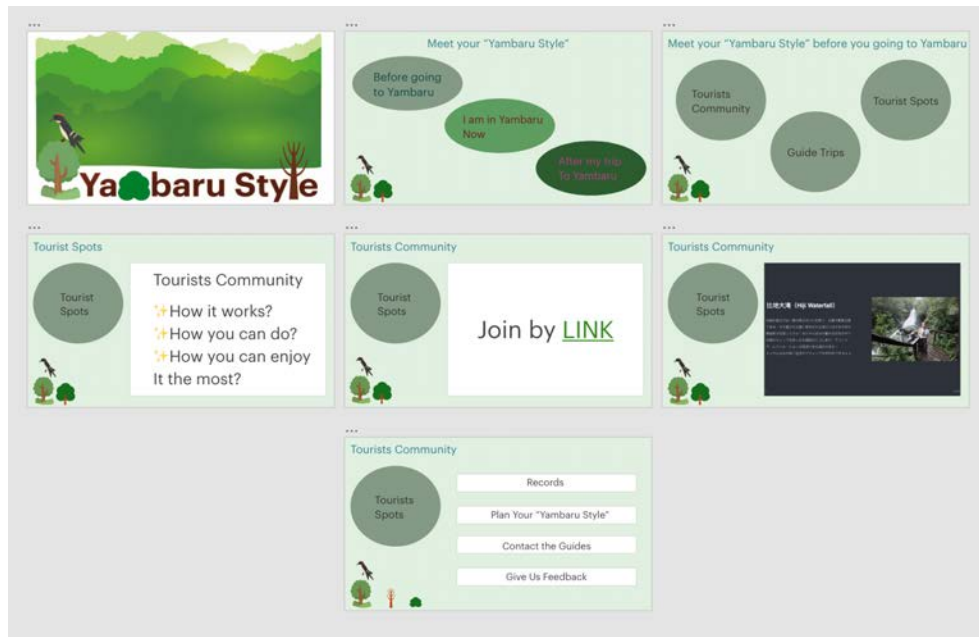 Yambaru Style
Meet your "Yambaru Style"
Before going
to Yambaru
I am in Yambaru
Now
After my trip
To Yambaru
Meet your "Yambaru Style" before you going to Yambaru
Tourists
Community
Guide Trips
Tourist Spots
Tourist Spots
Tourist
Spots
Tourists Community
✨How it works?
✨How you can do?
✨How you can enjoy
It the most?
Tourists Community
Tourist
Spots
Join by LINK
Tourists Community
Tourist
Spots
比地大滝 (Hiji Waterfall)
Tourists Community
Tourists
Spots
Records
Plan Your "Yambaru Style"
Contact the Guides
Give Us Feedback